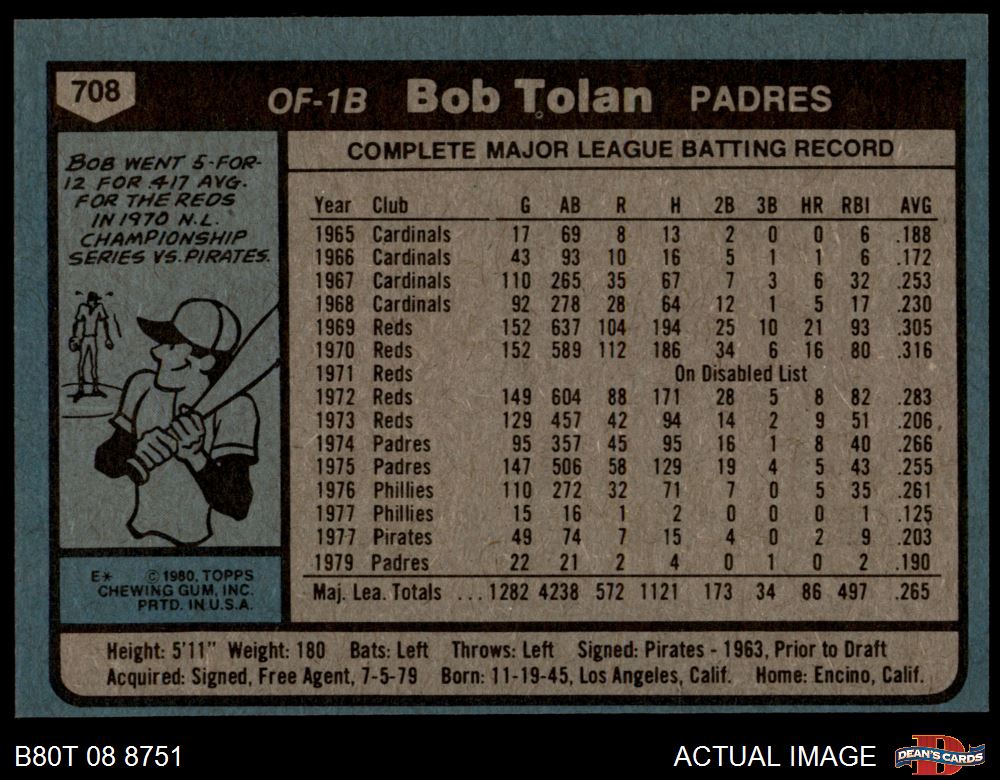 708
OF-1B Bob Tolan PADRES
BOB WENT 5-FOR-
12 FOR .417 AVG.
FOR THE REDS
IN 1970 N.L.
CHAMPIONSHIP
SERIES VS. PIRATES.
COMPLETE MAJOR LEAGUE BATTING RECORD
Year Club G AB R H 2B 3B HR RBI AVG
1965 Cardinals 17 69 8 13 2 0 0 6 .188
1966 Cardinals 43 93 10 16 5 1 1 6 .172
1967 Cardinals 110 265 35 67 7 3 6 32 .253
1968 Cardinals 92 278 28 64 12 1 5 17 .230
1969 Reds 152 637 104 194 25 10 21 93 .305
1970 Reds 152 589 112 186 34 6 16 80 .316
1971 Reds On Disabled List
1972 Reds 149 604 88 171 28 5 8 82 .283
1973 Reds 129 457 42 94 14 2 9 51 .206
1974 Padres 95 357 45 95 16 1 8 40 .266
1975 Padres 147 506 58 129 19 4 5 43 .255
1976 Phillies 110 272 32 71 7 0 5 35 .261
1977 Phillies 15 16 1 2 0 0 0 1 .125
1977 Pirates 49 74 7 15 4 0 2 9 .203
1979 Padres 22 21 2 4 0 1 0 2 .190
Maj. Lea. Totals ... 1282 4238 572 1121 173 34 86 497 .265
E* © 1980, TOPPS
CHEWING GUM, INC.
PRTD. IN U.S.A.
Height: 5'11" Weight: 180 Bats: Left Throws: Left Signed: Pirates - 1963, Prior to Draft
Acquired: Signed, Free Agent, 7-5-79 Born: 11-19-45, Los Angeles, Calif. Home: Encino, Calif.
B80T 08 8751
ACTUAL IMAGE
D
DEAN'S CARDS